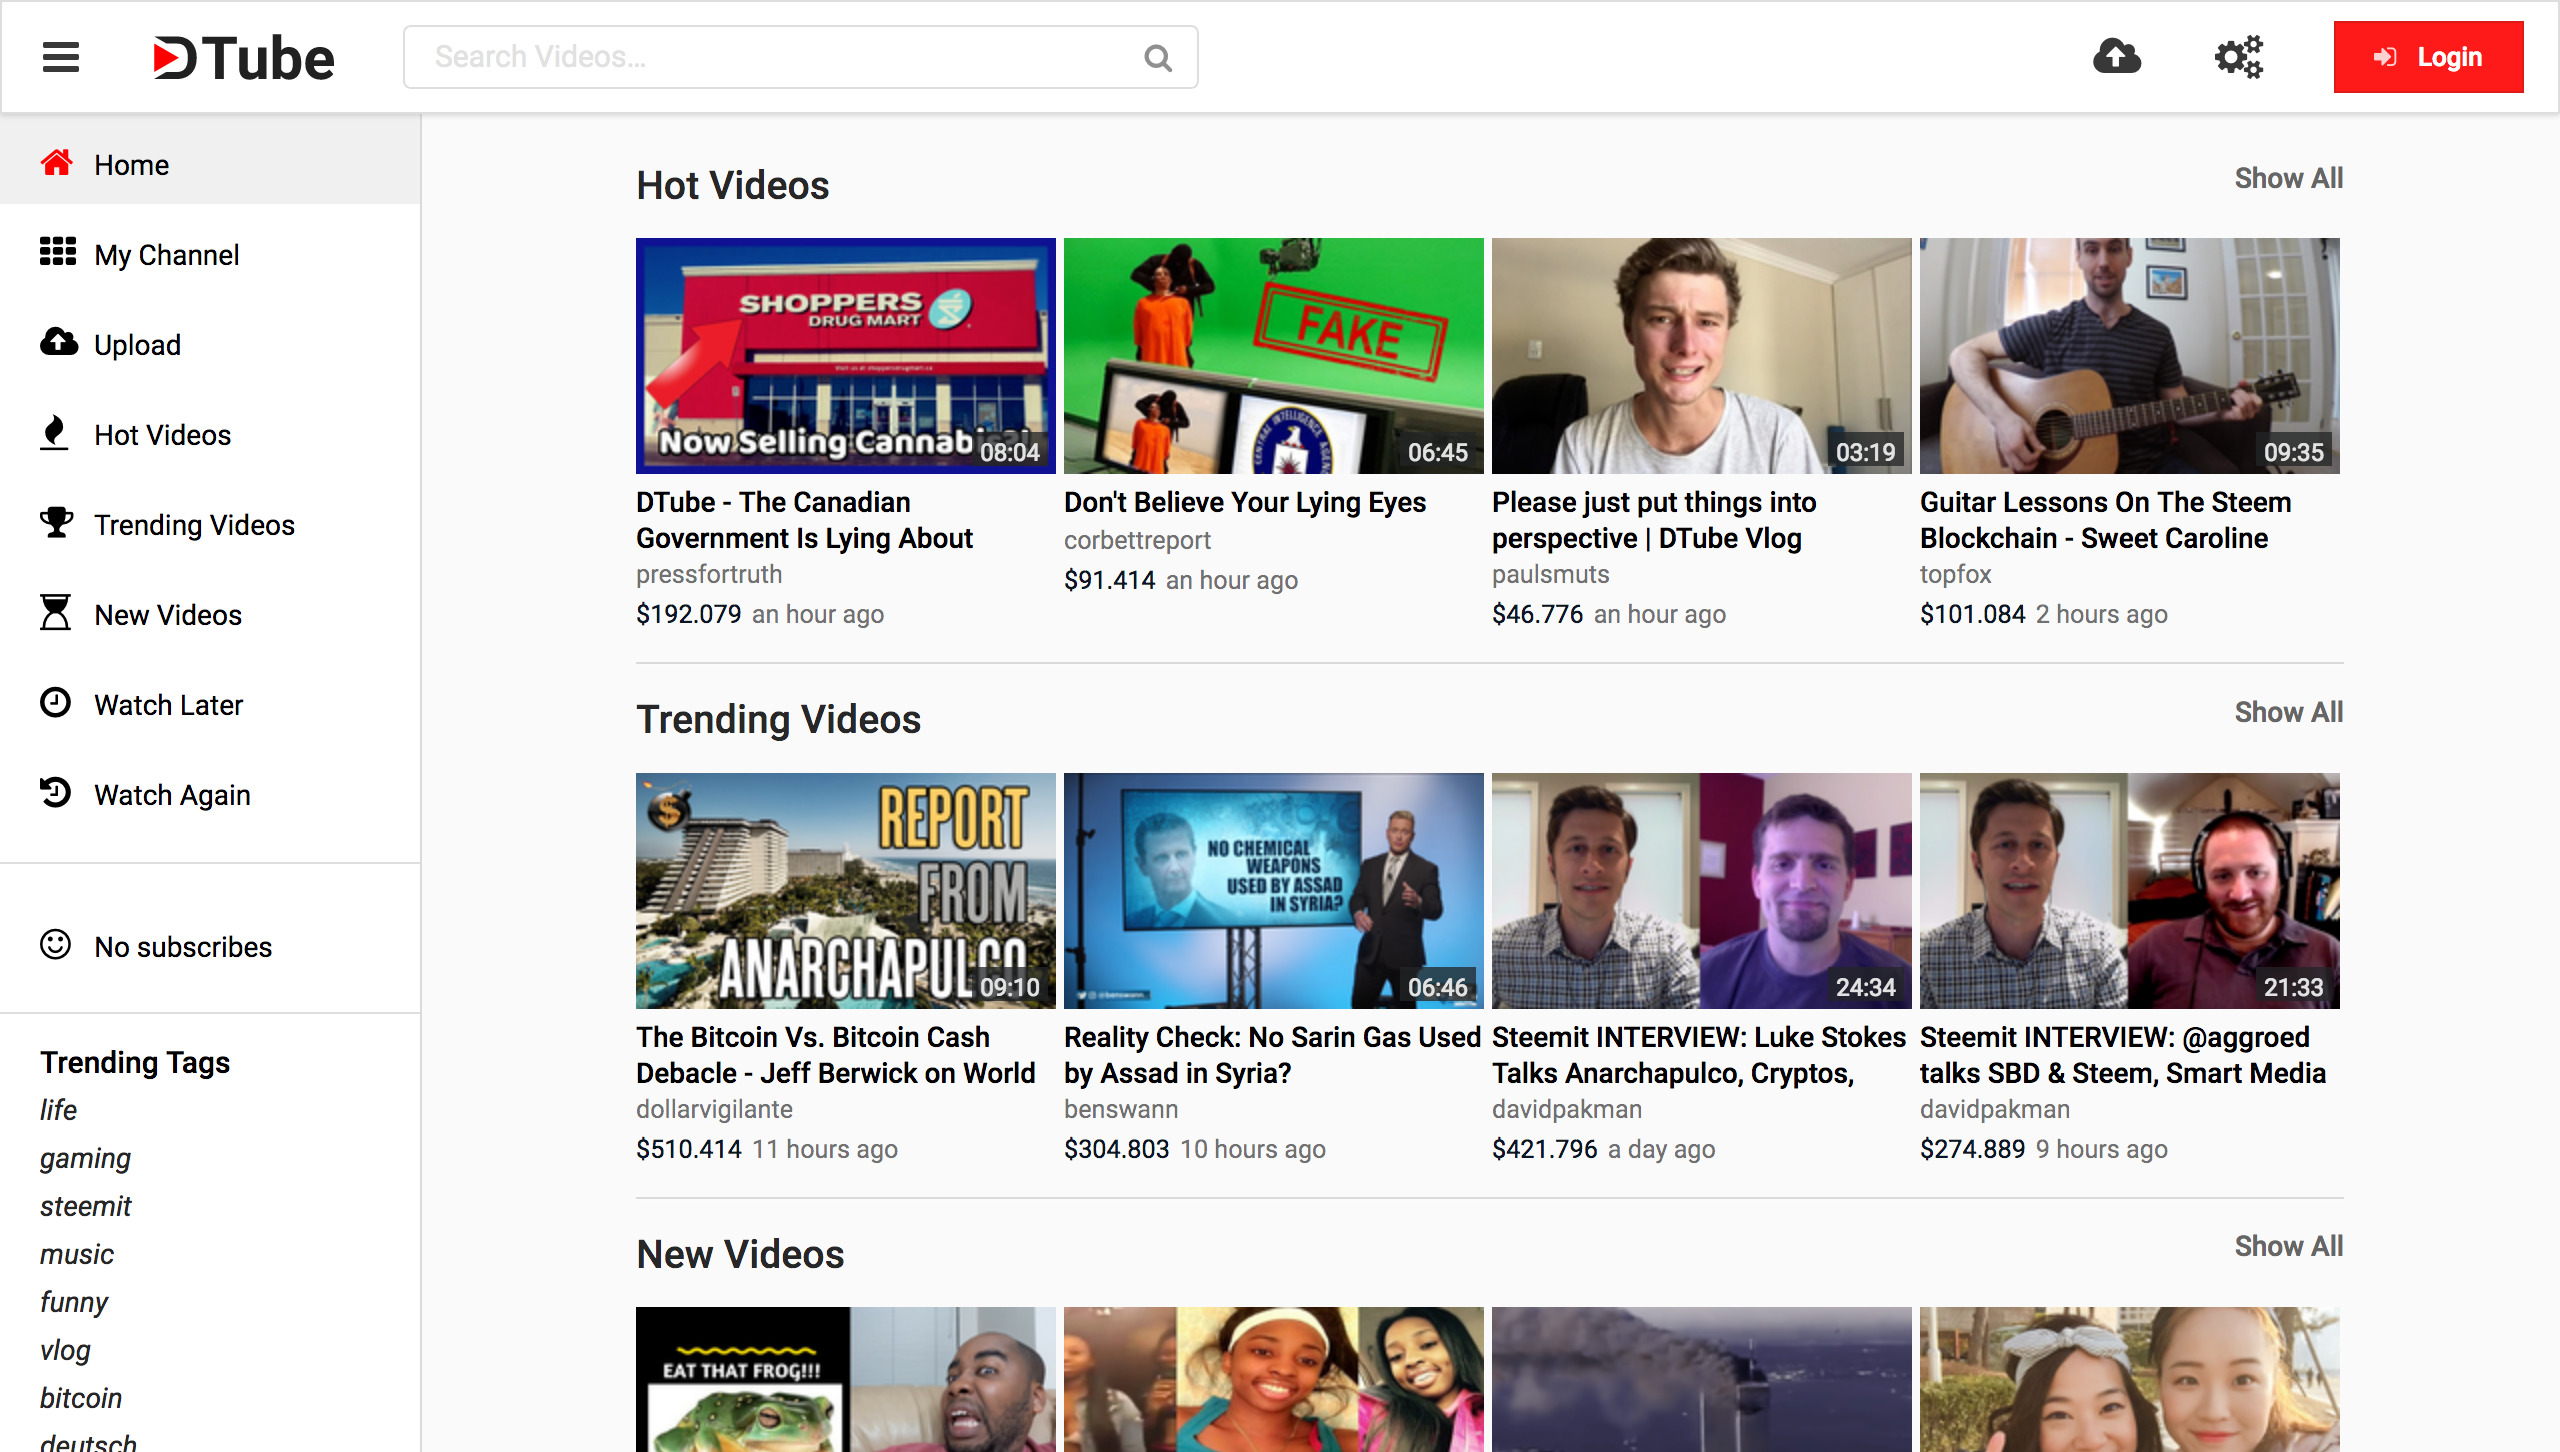 DTube
Search Videos...
Login
Home
My Channel
Upload
Hot Videos
Trending Videos
New Videos
Watch Later
Watch Again
No subscribes
Trending Tags
life
gaming
steemit
music
funny
vlog
bitcoin
deutsch
Hot Videos
Show All
SHOPPERS
DRUG MART
Now Selling Cannabi
08:04
DTube - The Canadian
Government Is Lying About
pressfortruth
$192.079 an hour ago
FAKE
CENTRAL INTELLIGENCE AGEN
06:45
Don't Believe Your Lying Eyes
corbettreport
$91.414 an hour ago
03:19
Please just put things into
perspective | DTube Vlog
paulsmuts
$46.776 an hour ago
09:35
Guitar Lessons On The Steem
Blockchain - Sweet Caroline
topfox
$101.084 2 hours ago
Trending Videos
Show All
$
REPORT
FROM
ANARCHAPULCO
09:10
The Bitcoin Vs. Bitcoin Cash
Debacle - Jeff Berwick on World
dollarvigilante
$510.414 11 hours ago
NO CHEMICAL
WEAPONS
USED BY ASSAD
IN SYRIA?
06:46
Reality Check: No Sarin Gas Used
by Assad in Syria?
benswann
$304.803 10 hours ago
24:34
Steemit INTERVIEW: Luke Stokes
Talks Anarchapulco, Cryptos,
davidpakman
$421.796 a day ago
21:33
Steemit INTERVIEW: @aggroed
talks SBD & Steem, Smart Media
davidpakman
$274.889 9 hours ago
New Videos
Show All
EAT THAT FROG!!!